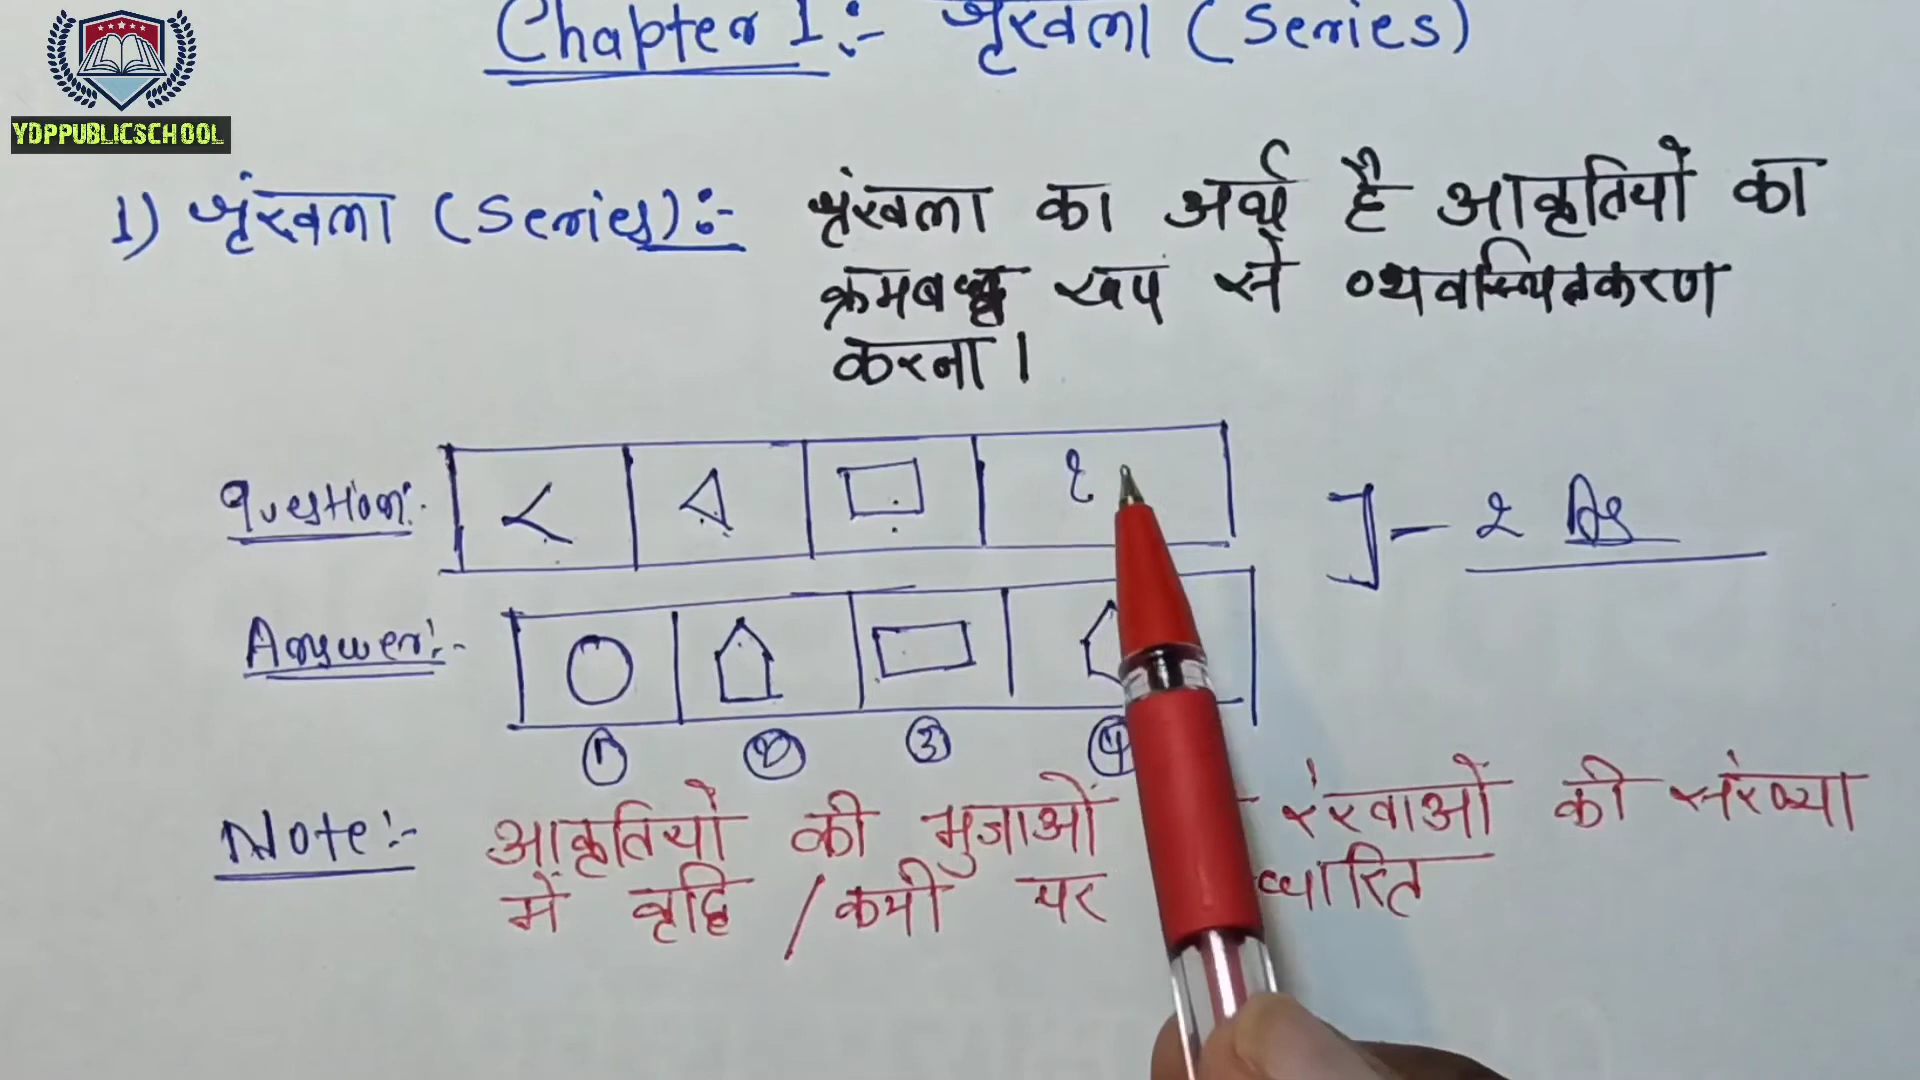 Chapter 1:- श्रृंखला (Series)
YDPPUBLICSCHOOL
1) श्रृंखला (Series):- श्रृंखला का अर्थ है आकृतियों का
क्रमबद्ध रूप से व्यवस्थितकरण
करना।
Question:-
? ]- 2
Answer:-
1 2 3 4
Note:- आकृतियों की भुजाओं रेखाओं की संख्या
में वृद्धि / कमी पर